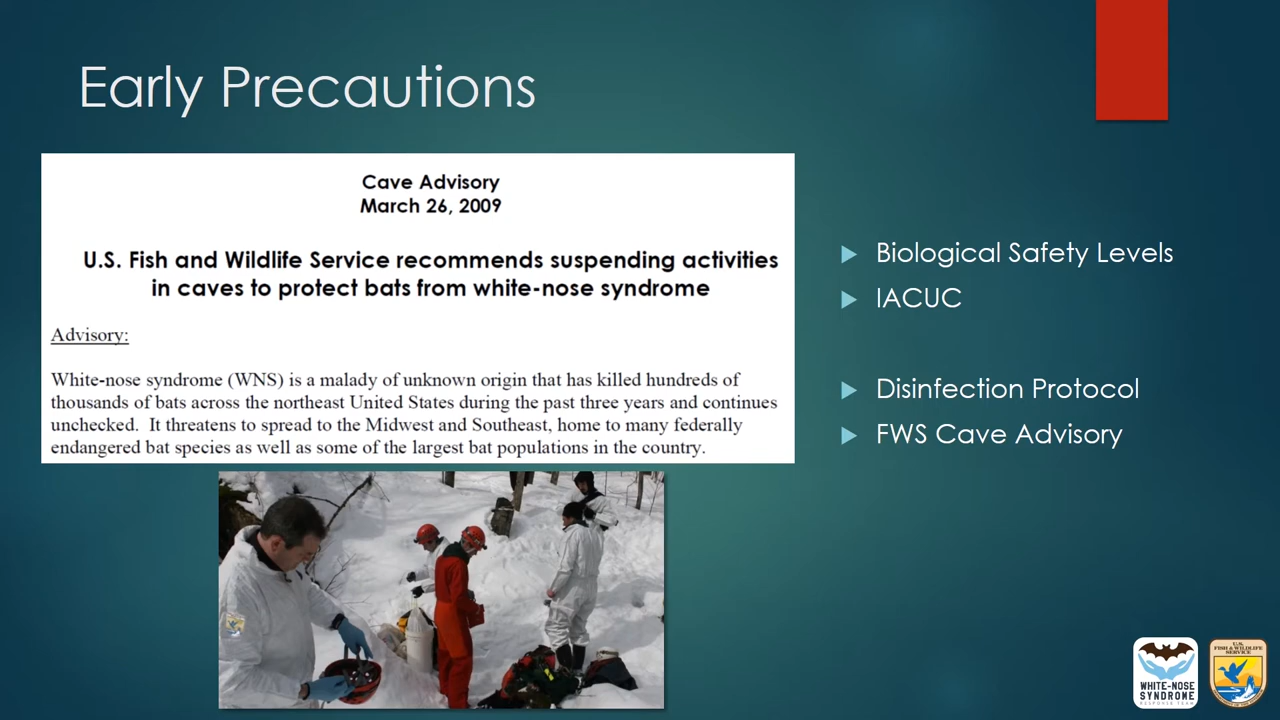 Early Precautions
Cave Advisory
March 26, 2009
U.S. Fish and Wildlife Service recommends suspending activities
in caves to protect bats from white-nose syndrome
Advisory:
White-nose syndrome (WNS) is a malady of unknown origin that has killed hundreds of
thousands of bats across the northeast United States during the past three years and continues
unchecked. It threatens to spread to the Midwest and Southeast, home to many federally
endangered bat species as well as some of the largest bat populations in the country.
Biological Safety Levels
IACUC
Disinfection Protocol
FWS Cave Advisory
WHITE-NOSE
SYNDROME
RESPONSE TEAM
U.S.
FISH & WILDLIFE
SERVICE